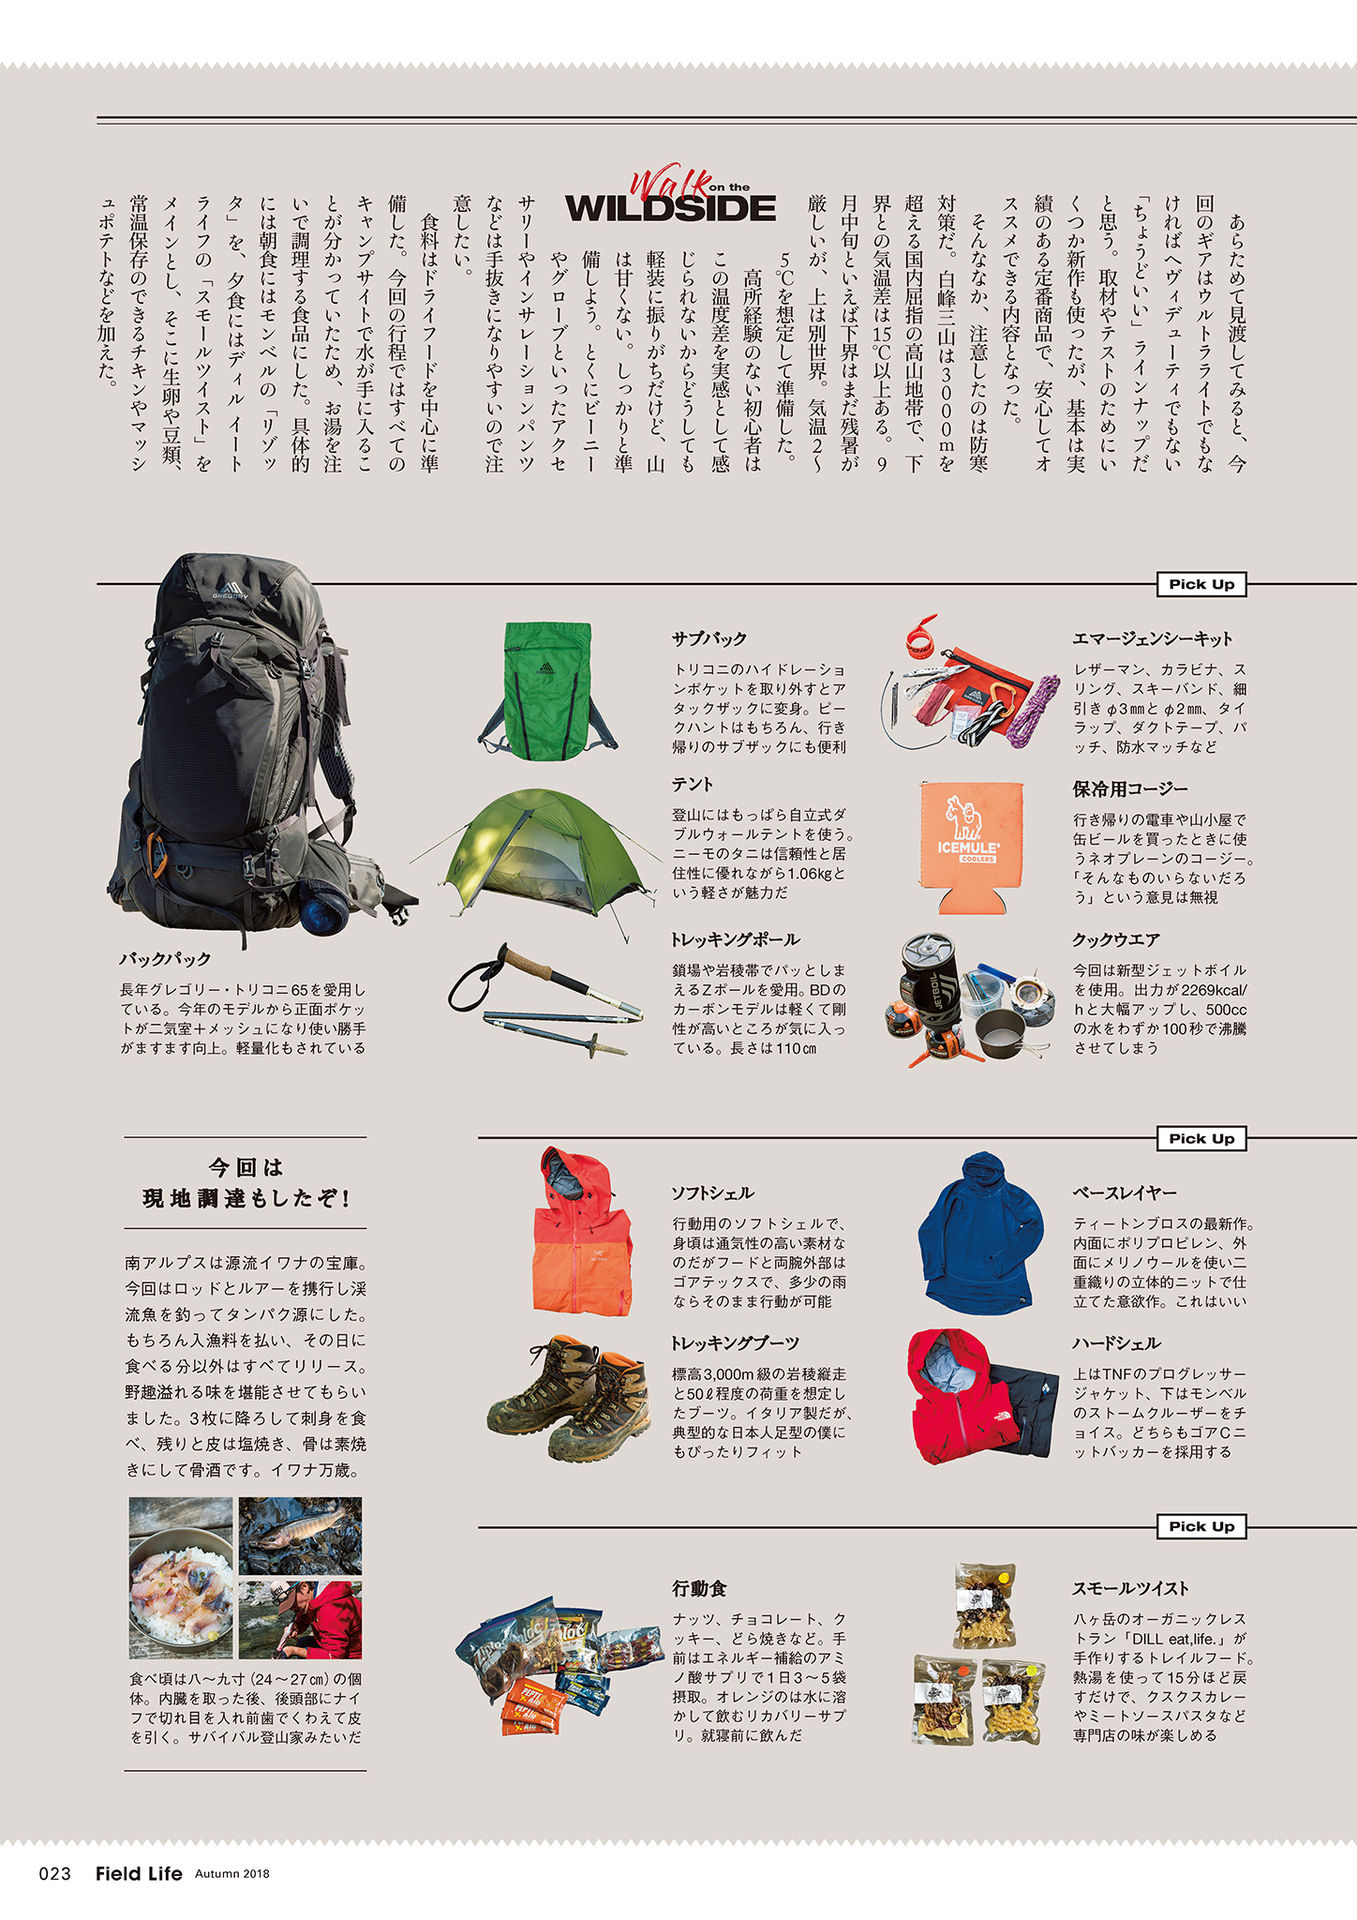 Walk on the
WILDSIDE
あらためて見渡してみると、今
回のギアはウルトラライトでもな
ければヘヴィデューティでもない
「ちょうどいい」ラインナップだ
と思う。取材やテストのためにい
くつか新作も使ったが、基本は実
績のある定番商品で、安心してオ
ススメできる内容となった。
そんななか、注意したのは防寒
対策だ。白峰三山は3000mを
超える国内屈指の高山地帯で、下
界との気温差は15℃以上ある。9
月中旬といえば下界はまだ残暑が
厳しいが、上は別世界。気温2〜
5℃を想定して準備した。
高所経験のない初心者は
この温度差を実感として感
じられないからどうしても
軽装に振りがちだけど、山
は甘くない。しっかりと準
備しよう。とくにビーニー
やグローブといったアクセ
サリーやインサレーションパンツ
などは手抜きになりやすいので注
意したい。
食料はドライフードを中心に準
備した。今回の行程ではすべての
キャンプサイトで水が手に入るこ
とが分かっていたため、お湯を注
いで調理する食品にした。具体的
には朝食にはモンベルの「リゾッ
タ」を、夕食にはディル イート
ライフの「スモールツイスト」を
メインとし、そこに生卵や豆類、
常温保存のできるチキンやマッシ
ュポテトなどを加えた。
Pick Up
GREGORY
バックパック
長年グレゴリー・トリコニ65を愛用し
ている。今年のモデルから正面ポケッ
トが二気室＋メッシュになり使い勝手
がますます向上。軽量化もされている
サブバック
トリコニのハイドレーショ
ンポケットを取り外すとア
タックザックに変身。ピー
クハントはもちろん、行き
帰りのサブザックにも便利
テント
登山にはもっぱら自立式ダ
ブルウォールテントを使う。
ニーモのタニは信頼性と居
住性に優れながら1.06kgと
いう軽さが魅力だ
トレッキングポール
鎖場や岩稜帯でパッとしま
えるZポールを愛用。BDの
カーボンモデルは軽くて剛
性が高いところが気に入っ
ている。長さは110㎝
エマージェンシーキット
レザーマン、カラビナ、ス
リング、スキーバンド、細
引きφ3㎜とφ2㎜、タイ
ラップ、ダクトテープ、パ
ッチ、防水マッチなど
ICEMULE
COOLERS
保冷用コージー
行き帰りの電車や山小屋で
缶ビールを買ったときに使
うネオプレーンのコージー。
「そんなものいらないだろ
う」という意見は無視
JETBOIL
クックウエア
今回は新型ジェットボイル
を使用。出力が2269kcal/
hと大幅アップし、500cc
の水をわずか100秒で沸騰
させてしまう
今回は
現地調達もしたぞ！
南アルプスは源流イワナの宝庫。
今回はロッドとルアーを携行し渓
流魚を釣ってタンパク源にした。
もちろん入漁料を払い、その日に
食べる分以外はすべてリリース。
野趣溢れる味を堪能させてもらい
ました。3枚に降ろして刺身を食
べ、残りと皮は塩焼き、骨は素焼
きにして骨酒です。イワナ万歳。
食べ頃は八〜九寸（24〜27㎝）の個
体。内臓を取った後、後頭部にナイ
フで切れ目を入れ前歯でくわえて皮
を引く。サバイバル登山家みたいだ
Pick Up
ソフトシェル
行動用のソフトシェルで、
身頃は通気性の高い素材な
のだがフードと両腕外部は
ゴアテックスで、多少の雨
ならそのまま行動が可能
トレッキングブーツ
標高3,000m級の岩稜縦走
と50ℓ程度の荷重を想定し
たブーツ。イタリア製だが、
典型的な日本人足型の僕に
もぴったりフィット
ベースレイヤー
ティートンブロスの最新作。
内面にポリプロピレン、外
面にメリノウールを使い二
重織りの立体的ニットで仕
立てた意欲作。これはいい
ハードシェル
上はTNFのプログレッサー
ジャケット、下はモンベル
のストームクルーザーをチ
ョイス。どちらもゴアCニ
ットバッカーを採用する
Pick Up
行動食
ナッツ、チョコレート、ク
ッキー、どら焼きなど。手
前はエネルギー補給のアミ
ノ酸サプリで1日3〜5袋
摂取。オレンジのは水に溶
かして飲むリカバリーサプ
リ。就寝前に飲んだ
スモールツイスト
八ヶ岳のオーガニックレス
トラン「DILL eat,life.」が
手作りするトレイルフード。
熱湯を使って15分ほど戻
すだけで、クスクスカレー
やミートソースパスタなど
専門店の味が楽しめる
023 Field Life Autumn 2018